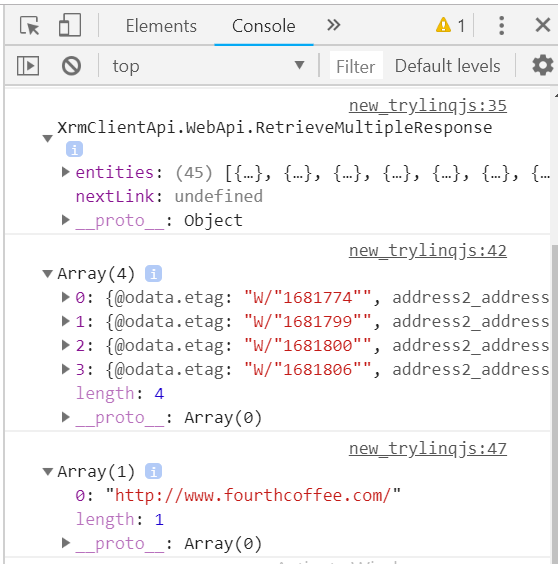 Elements Console » 1
top Filter Default levels
new_trylinqjs:35
XrmClientApi.WebApi.RetrieveMultipleResponse
i
entities: (45) [{…}, {…}, {…}, {…}, {…}, {…}, {…
nextLink: undefined
__proto__: Object
new_trylinqjs:42
Array(4) i
0: {@odata.etag: "W/"1681774"", address2_address
1: {@odata.etag: "W/"1681799"", address2_address
2: {@odata.etag: "W/"1681800"", address2_address
3: {@odata.etag: "W/"1681806"", address2_address
length: 4
__proto__: Array(0)
new_trylinqjs:47
Array(1) i
0: "http://www.fourthcoffee.com/"
length: 1
__proto__: Array(0)